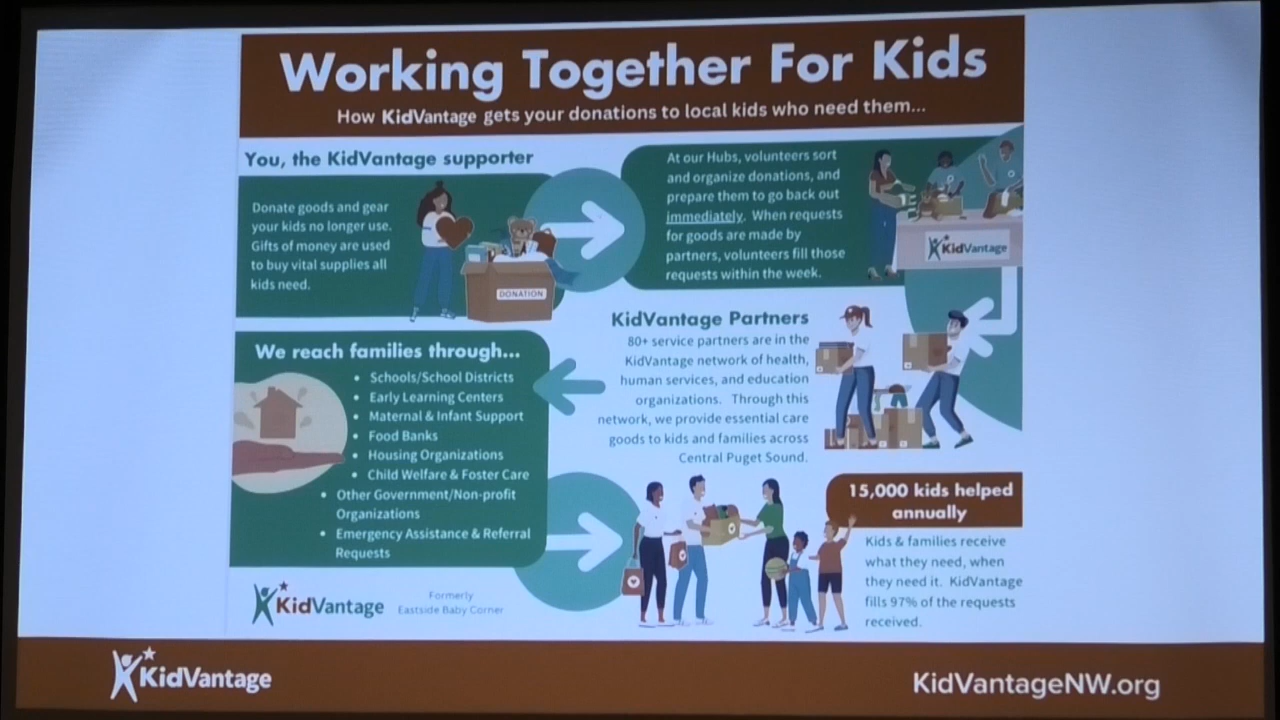 Working Together For Kids
How KidVantage gets your donations to local kids who need them...
You, the KidVantage supporter
Donate goods and gear
your kids no longer use.
Gifts of money are used
to buy vital supplies all
kids need.
DONATION
At our Hubs, volunteers sort
and organize donations, and
prepare them to go back out
immediately. When requests
for goods are made by
partners, volunteers fill those
requests within the week.
KidVantage
KidVantage Partners
80+ service partners are in the
KidVantage network of health,
human services, and education
organizations. Through this
network, we provide essential care
goods to kids and families across
Central Puget Sound.
We reach families through...
• Schools/School Districts
• Early Learning Centers
• Maternal & Infant Support
• Food Banks
• Housing Organizations
• Child Welfare & Foster Care
• Other Government/Non-profit
Organizations
• Emergency Assistance & Referral
Requests
15,000 kids helped
annually
Kids & families receive
what they need, when
they need it. KidVantage
fills 97% of the requests
received.
KidVantage
Formerly
Eastside Baby Corner
KidVantage
KidVantageNW.org